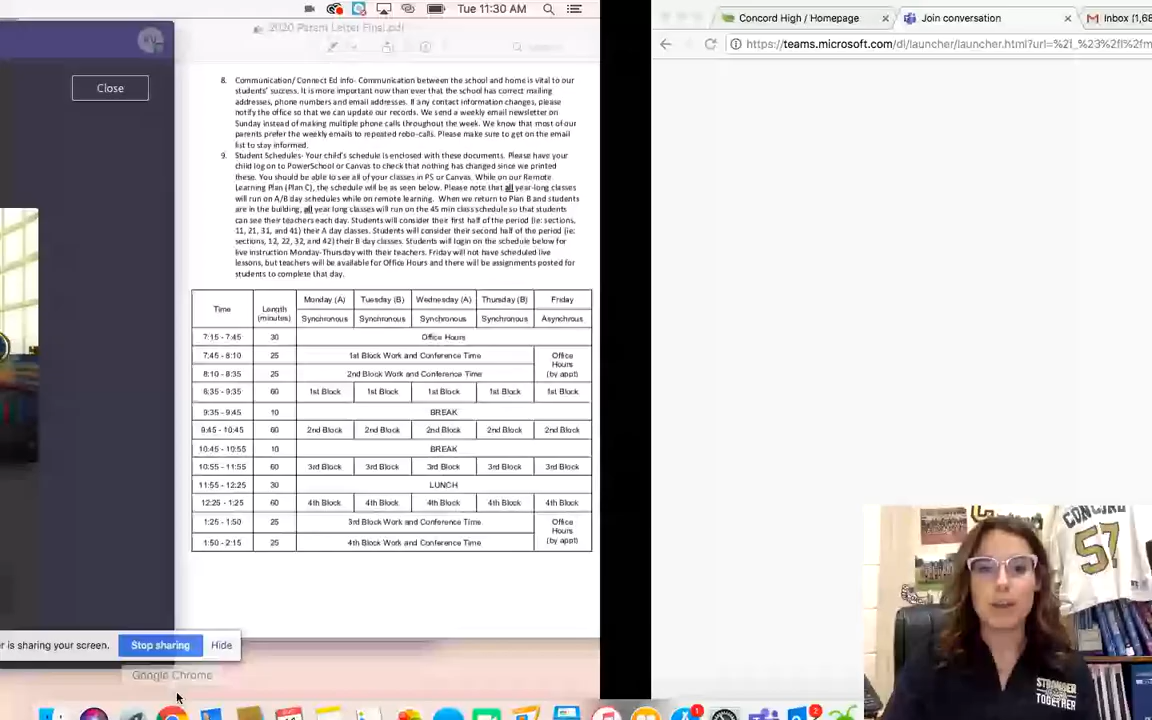 Tue 11:30 AM
2020 Parent Letter Final.pdf
Close
8. Communication/ Connect Ed info- Communication between the school and home is vital to our
students' success. It is more important now than ever that the school has correct mailing
addresses, phone numbers and email addresses. If any contact information changes, please
notify the office so that we can update our records. We send a weekly email newsletter on
Sunday instead of making multiple phone calls throughout the week. We know that most of our
parents prefer the weekly emails to repeated robo-calls. Please make sure to get on the email
list to stay informed.
9. Student Schedules- Your child's schedule is enclosed with these documents. Please have your
child log on to PowerSchool or Canvas to check that nothing has changed since we printed
these. You should be able to see all of your classes in PS or Canvas. While on our Remote
Learning Plan (Plan C), the schedule will be as seen below. Please note that all year-long classes
will run on A/B day schedules while on remote learning. When we return to Plan B and students
are in the building, all year long classes will run on the 45 min class schedule so that students
can see their teachers each day. Students will consider their first half of the period (ie: sections,
11, 21, 31, and 41) their A day classes. Students will consider their second half of the period (ie:
sections, 12, 22, 32, and 42) their B day classes. Students will login on the schedule below for
live instruction Monday-Thursday with their teachers. Friday will not have scheduled live
lessons, but teachers will be available for Office Hours and there will be assignments posted for
students to complete that day.
Time Length (minutes) Monday (A) Tuesday (B) Wednesday (A) Thursday (B) Friday
Synchronous Synchronous Synchronous Synchronous Asynchrous
7:15 - 7:45 30 Office Hours
7:45 - 8:10 25 1st Block Work and Conference Time Office Hours (by appt)
8:10 - 8:35 25 2nd Block Work and Conference Time
8:35 - 9:35 60 1st Block 1st Block 1st Block 1st Block 1st Block
9:35 - 9:45 10 BREAK
9:45 - 10:45 60 2nd Block 2nd Block 2nd Block 2nd Block 2nd Block
10:45 - 10:55 10 BREAK
10:55 - 11:55 60 3rd Block 3rd Block 3rd Block 3rd Block 3rd Block
11:55 - 12:25 30 LUNCH
12:25 - 1:25 60 4th Block 4th Block 4th Block 4th Block 4th Block
1:25 - 1:50 25 3rd Block Work and Conference Time Office Hours (by appt)
1:50 - 2:15 25 4th Block Work and Conference Time
r is sharing your screen. Stop sharing Hide
Google Chrome
1
2
Concord High / Homepage
Join conversation
Inbox (1,68
https://teams.microsoft.com/dl/launcher/launcher.html?url=%2f_%23%2fl%2fm
CONCORD
57
STRONGER
TOGETHER